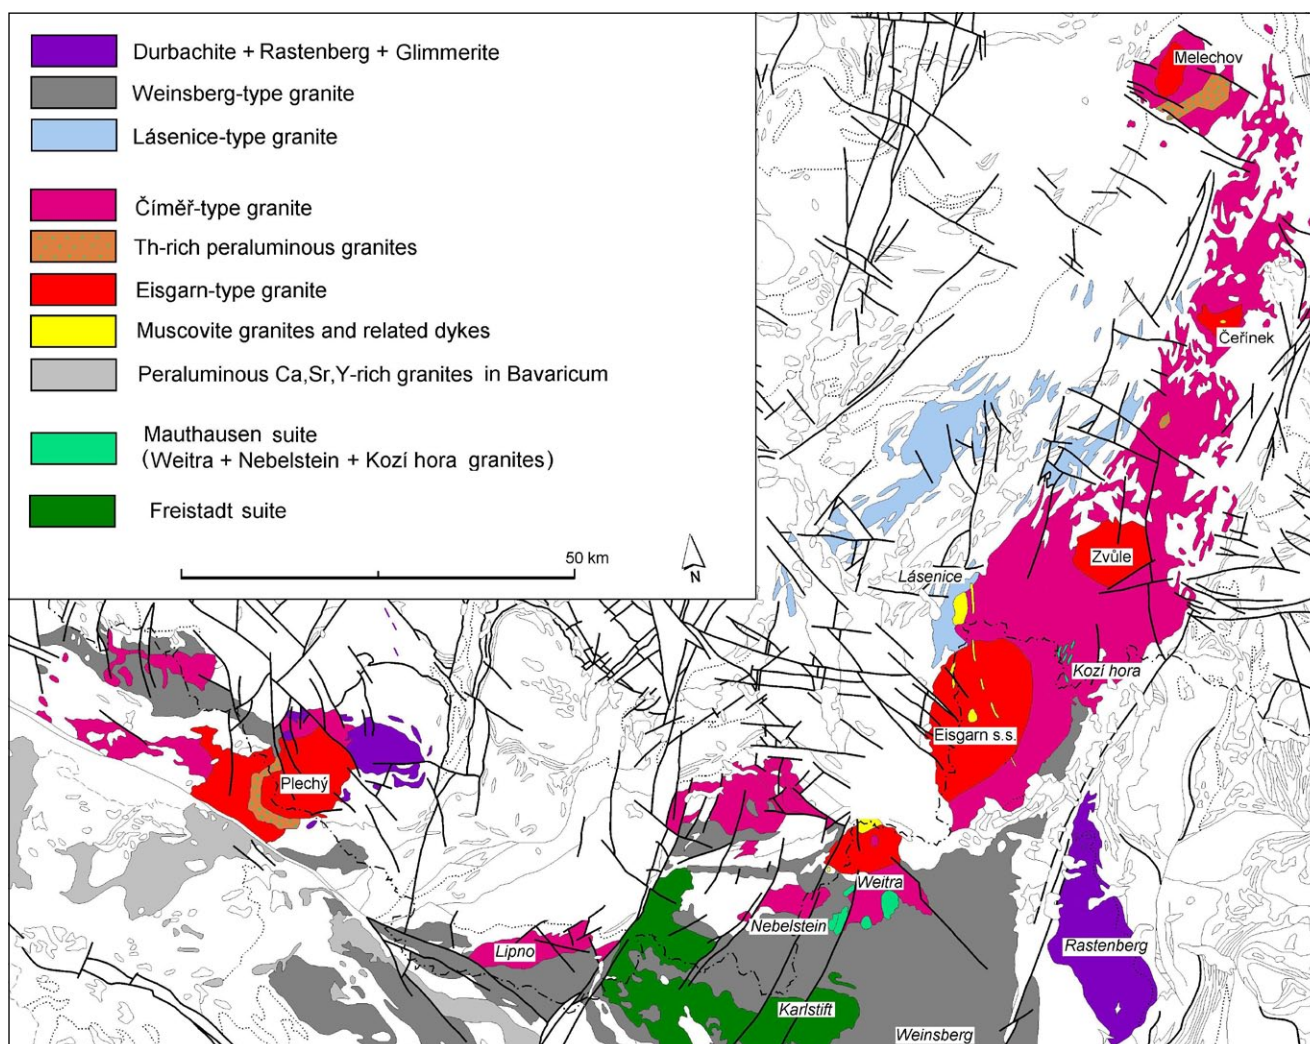 Durbachite + Rastenberg + Glimmerite
Weinsberg-type granite
Lásenice-type granite
Číměř-type granite
Th-rich peraluminous granites
Eisgarn-type granite
Muscovite granites and related dykes
Peraluminous Ca,Sr,Y-rich granites in Bavaricum
Mauthausen suite
(Weitra + Nebelstein + Kozí hora granites)
Freistadt suite
50 km
N
Melechov
Čeřínek
Zvůle
Lásenice
Kozí hora
Eisgarn s.s.
Plechý
Weitra
Nebelstein
Lipno
Rastenberg
Karlstift
Weinsberg